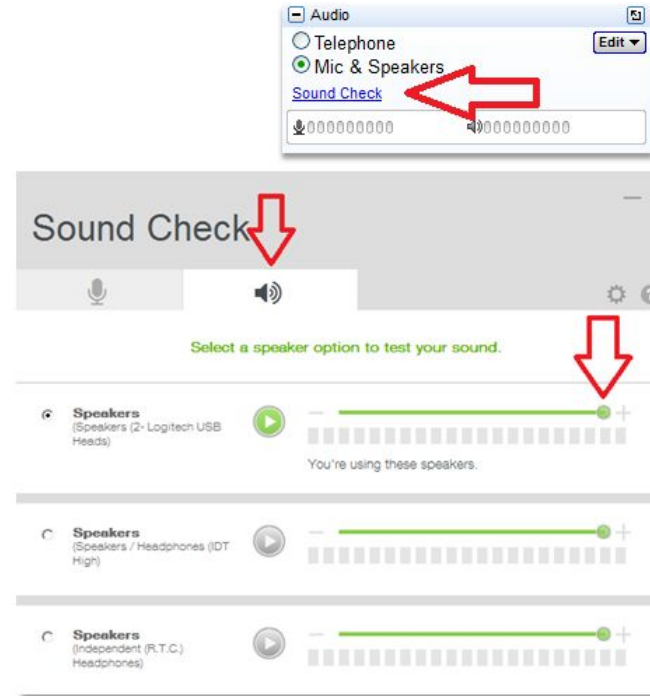 Audio
Telephone
Edit
Mic & Speakers
Sound Check
000000000 000000000
Sound Check
Select a speaker option to test your sound.
Speakers
(Speakers (2- Logitech USB
Heads)
You're using these speakers.
Speakers
(Speakers / Headphones (IDT
High)
Speakers
(Independent (R.T.C.)
Headphones)